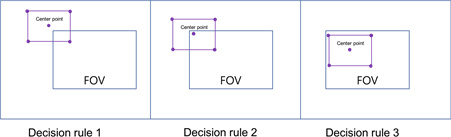 Center point
FOV
Center point
FOV
Center point
FOV
Decision rule 1
Decision rule 2
Decision rule 3